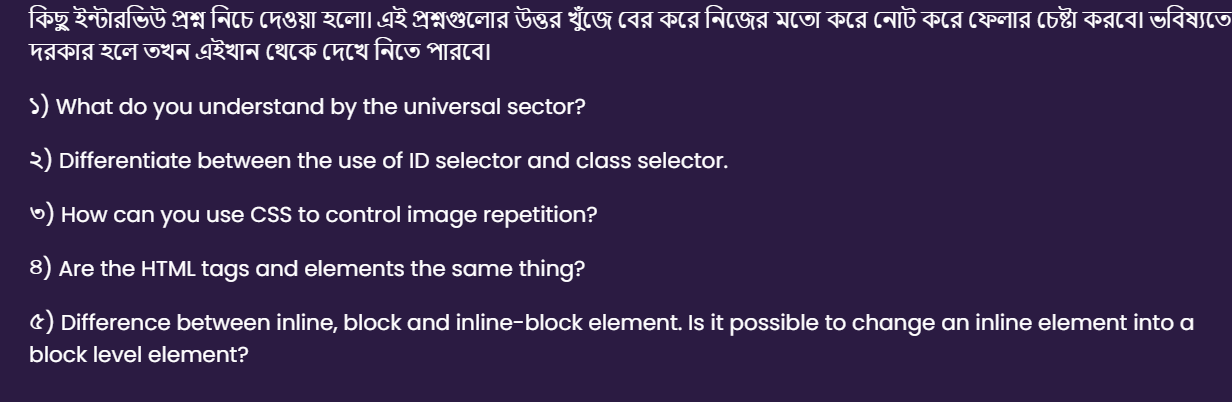 কিছু ইন্টারভিউ প্রশ্ন নিচে দেওয়া হলো। এই প্রশ্নগুলোর উত্তর খুঁজে বের করে নিজের মতো করে নোট করে ফেলার চেষ্টা করবে। ভবিষ্যতে
দরকার হলে তখন এইখান থেকে দেখে নিতে পারবে।
১) What do you understand by the universal sector?
২) Differentiate between the use of ID selector and class selector.
৩) How can you use CSS to control image repetition?
৪) Are the HTML tags and elements the same thing?
৫) Difference between inline, block and inline-block element. Is it possible to change an inline element into a
block level element?